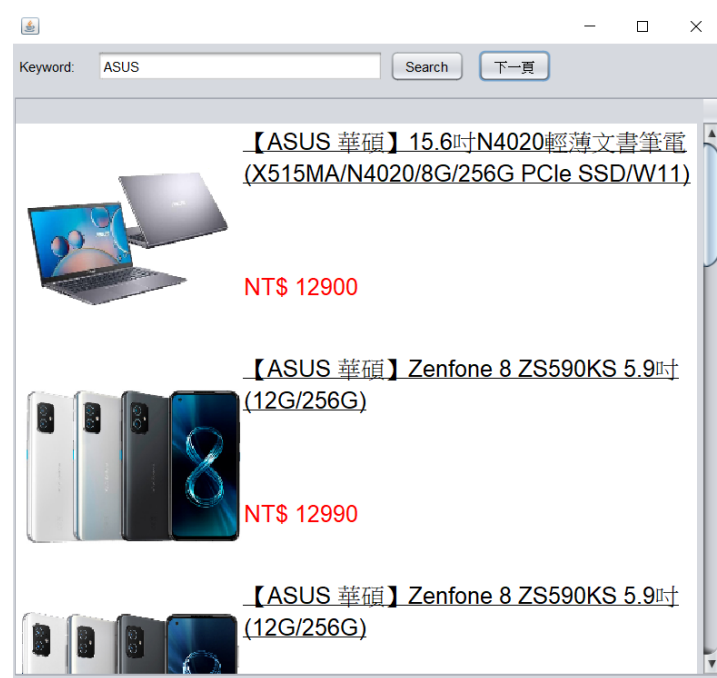 Keyword: ASUS Search 下一頁
【ASUS 華碩】15.6吋N4020輕薄文書筆電
(X515MA/N4020/8G/256G PCIe SSD/W11)
NT$ 12900
【ASUS 華碩】Zenfone 8 ZS590KS 5.9吋
(12G/256G)
NT$ 12990
【ASUS 華碩】Zenfone 8 ZS590KS 5.9吋
(12G/256G)